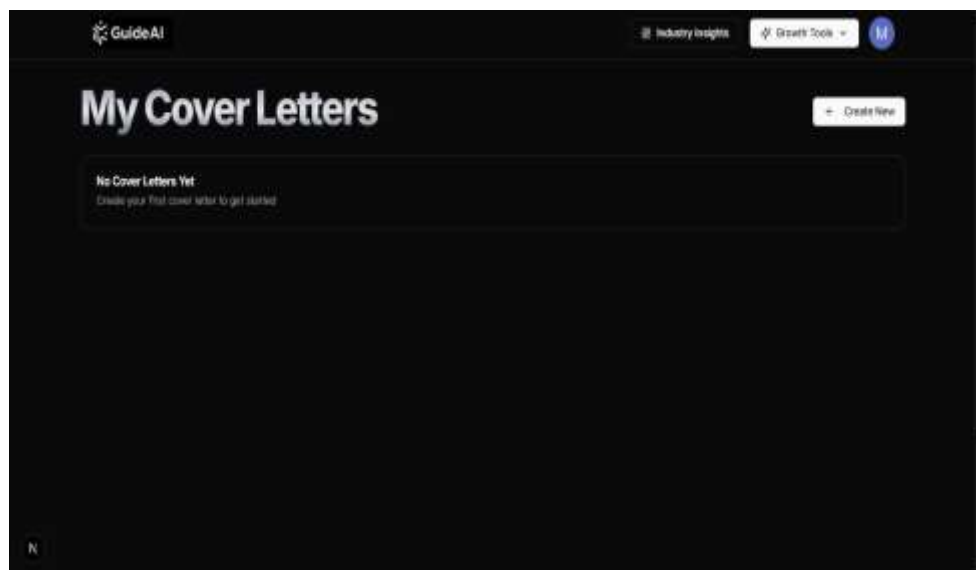 GuideAI
Industry Insights
Growth Tools
M
My Cover Letters
+ Create New
No Cover Letters Yet
Create your first cover letter to get started
N